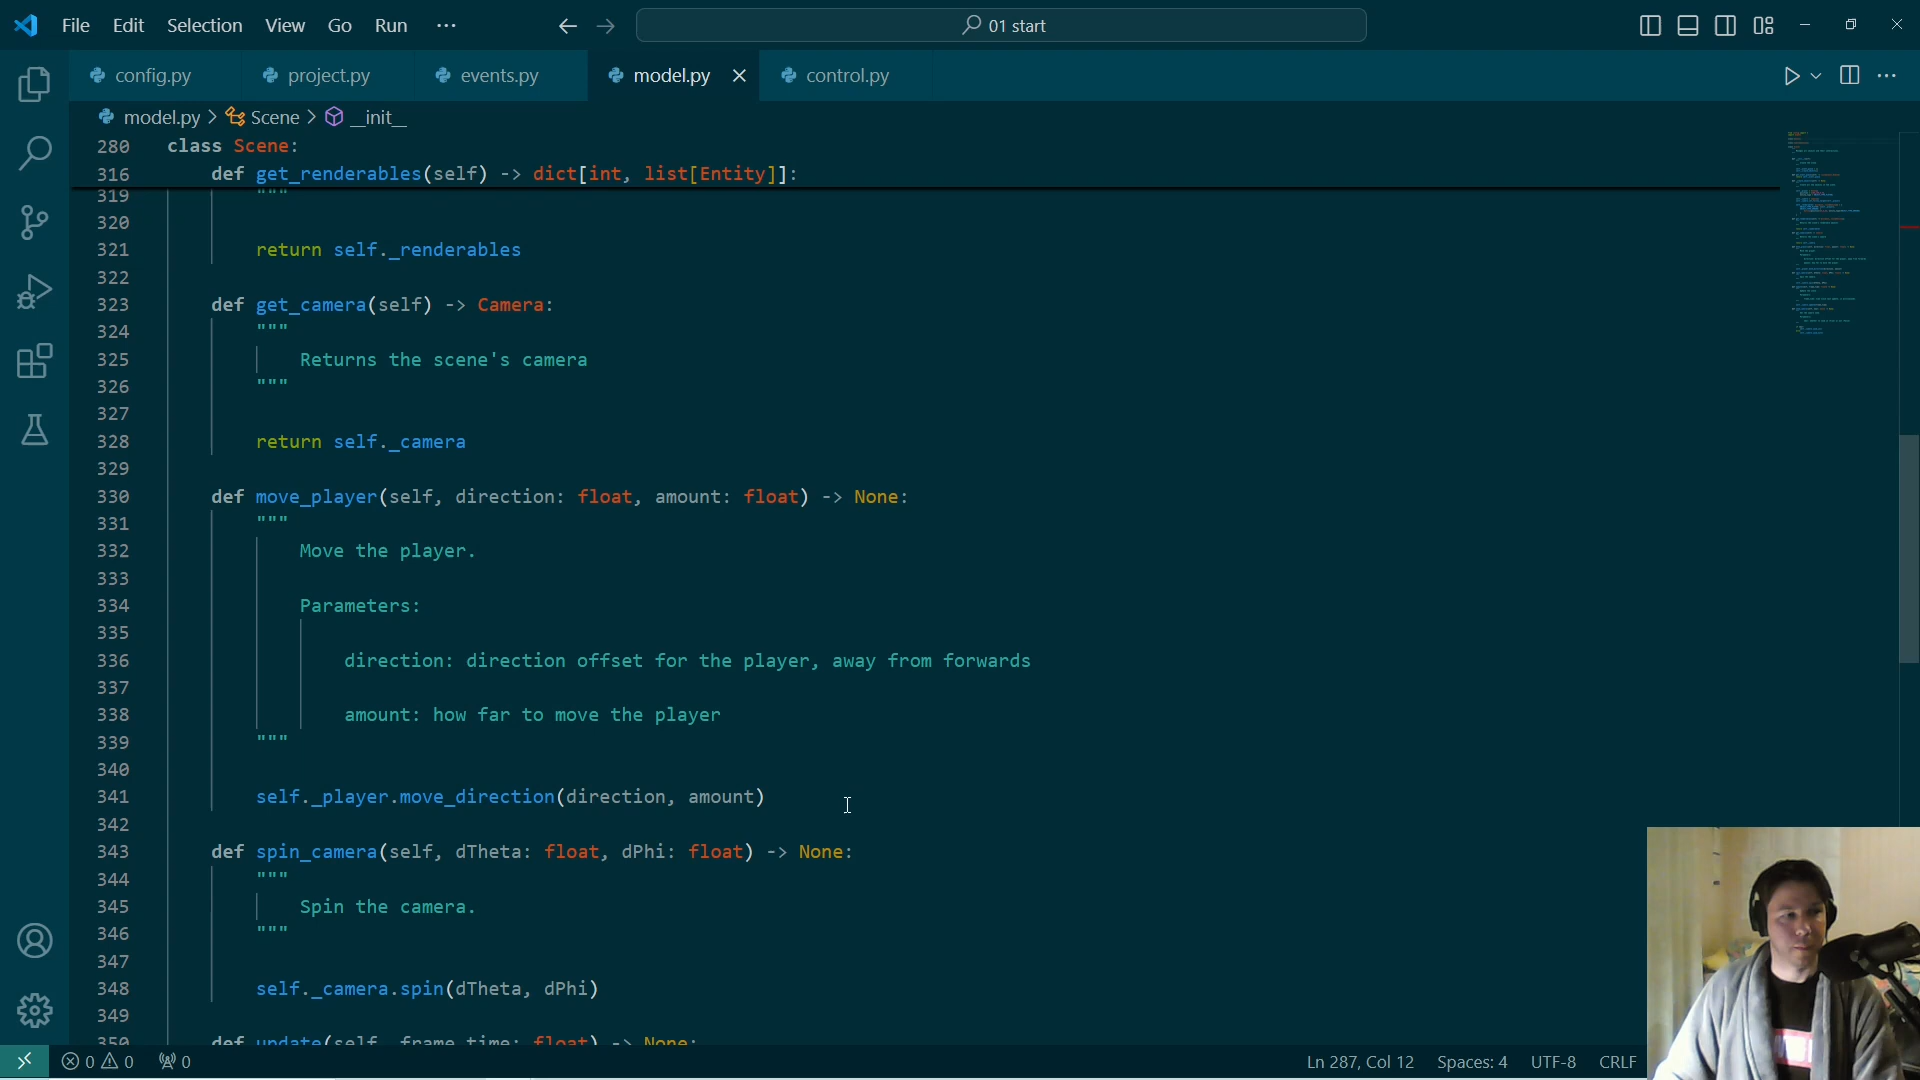 File Edit Selection View Go Run ··· 01 start
config.py project.py events.py model.py control.py
model.py > Scene > __init__
280 class Scene:
316 def get_renderables(self) -> dict[int, list[Entity]]:
319 """
320
321 return self._renderables
322
323 def get_camera(self) -> Camera:
324 """
325 Returns the scene's camera
326 """
327
328 return self._camera
329
330 def move_player(self, direction: float, amount: float) -> None:
331 """
332 Move the player.
333
334 Parameters:
335
336 direction: direction offset for the player, away from forwards
337
338 amount: how far to move the player
339 """
340
341 self._player.move_direction(direction, amount)
342
343 def spin_camera(self, dTheta: float, dPhi: float) -> None:
344 """
345 Spin the camera.
346 """
347
348 self._camera.spin(dTheta, dPhi)
349
350 def update(self, frame_time: float) -> None:
0 0 0 Ln 287, Col 12 Spaces: 4 UTF-8 CRLF